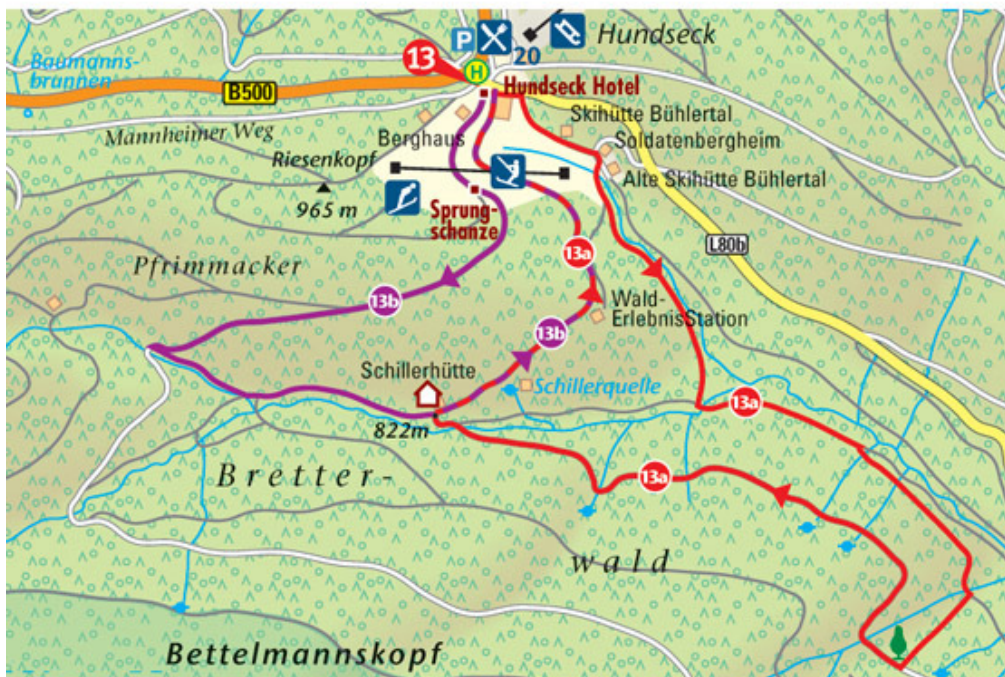 P
20
Hundseck
Baumanns-
brunnen
13
H
B500
Hundseck Hotel
Mannheimer Weg
Berghaus
Skihütte Bühlertal
Soldatenbergheim
Riesenkopf
Alte Skihütte Bühlertal
965 m
Sprung-
schanze
L80b
13a
Pfrimmacker
13b
Wald-
ErlebnisStation
13b
Schillerhütte
Schillerquelle
13a
822m
Bretter-
13a
wald
Bettelmannskopf